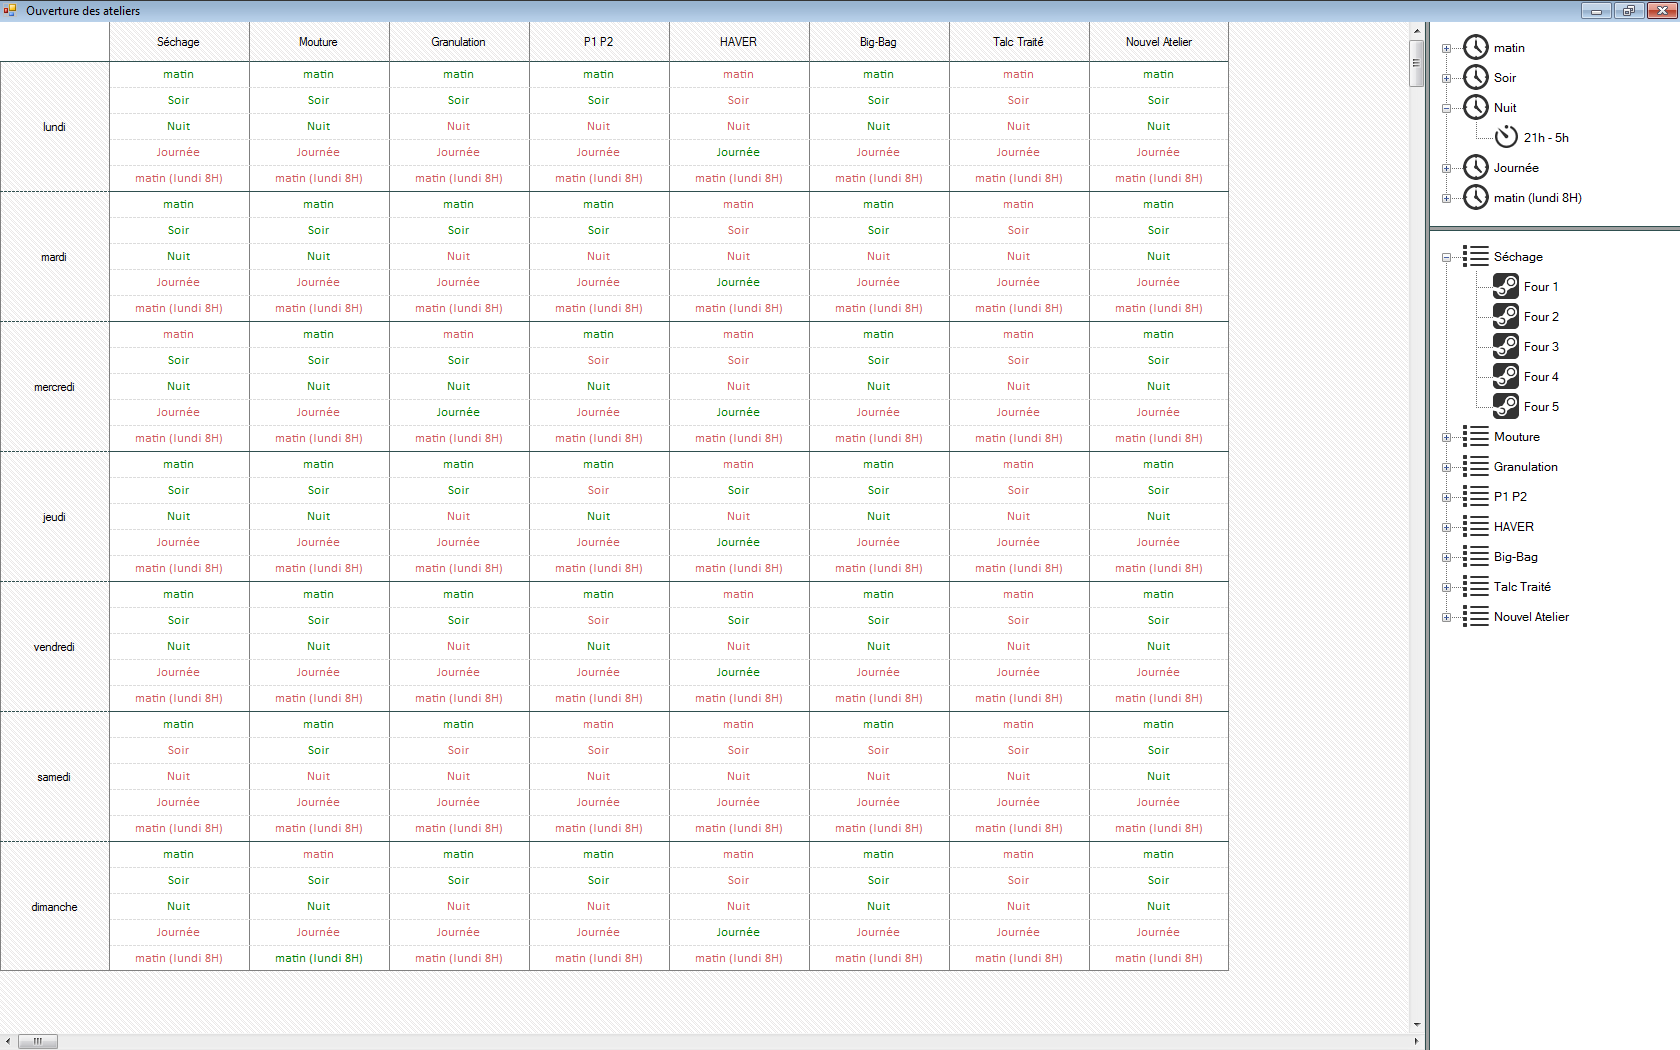 Ouverture des ateliers
Séchage Mouture Granulation P1 P2 HAVER Big-Bag Talc Traité Nouvel Atelier
lundi
matin matin matin matin matin matin matin matin
Soir Soir Soir Soir Soir Soir Soir Soir
Nuit Nuit Nuit Nuit Nuit Nuit Nuit Nuit
Journée Journée Journée Journée Journée Journée Journée Journée
matin (lundi 8H) matin (lundi 8H) matin (lundi 8H) matin (lundi 8H) matin (lundi 8H) matin (lundi 8H) matin (lundi 8H) matin (lundi 8H)
mardi
matin matin matin matin matin matin matin matin
Soir Soir Soir Soir Soir Soir Soir Soir
Nuit Nuit Nuit Nuit Nuit Nuit Nuit Nuit
Journée Journée Journée Journée Journée Journée Journée Journée
matin (lundi 8H) matin (lundi 8H) matin (lundi 8H) matin (lundi 8H) matin (lundi 8H) matin (lundi 8H) matin (lundi 8H) matin (lundi 8H)
mercredi
matin matin matin matin matin matin matin matin
Soir Soir Soir Soir Soir Soir Soir Soir
Nuit Nuit Nuit Nuit Nuit Nuit Nuit Nuit
Journée Journée Journée Journée Journée Journée Journée Journée
matin (lundi 8H) matin (lundi 8H) matin (lundi 8H) matin (lundi 8H) matin (lundi 8H) matin (lundi 8H) matin (lundi 8H) matin (lundi 8H)
jeudi
matin matin matin matin matin matin matin matin
Soir Soir Soir Soir Soir Soir Soir Soir
Nuit Nuit Nuit Nuit Nuit Nuit Nuit Nuit
Journée Journée Journée Journée Journée Journée Journée Journée
matin (lundi 8H) matin (lundi 8H) matin (lundi 8H) matin (lundi 8H) matin (lundi 8H) matin (lundi 8H) matin (lundi 8H) matin (lundi 8H)
vendredi
matin matin matin matin matin matin matin matin
Soir Soir Soir Soir Soir Soir Soir Soir
Nuit Nuit Nuit Nuit Nuit Nuit Nuit Nuit
Journée Journée Journée Journée Journée Journée Journée Journée
matin (lundi 8H) matin (lundi 8H) matin (lundi 8H) matin (lundi 8H) matin (lundi 8H) matin (lundi 8H) matin (lundi 8H) matin (lundi 8H)
samedi
matin matin matin matin matin matin matin matin
Soir Soir Soir Soir Soir Soir Soir Soir
Nuit Nuit Nuit Nuit Nuit Nuit Nuit Nuit
Journée Journée Journée Journée Journée Journée Journée Journée
matin (lundi 8H) matin (lundi 8H) matin (lundi 8H) matin (lundi 8H) matin (lundi 8H) matin (lundi 8H) matin (lundi 8H) matin (lundi 8H)
dimanche
matin matin matin matin matin matin matin matin
Soir Soir Soir Soir Soir Soir Soir Soir
Nuit Nuit Nuit Nuit Nuit Nuit Nuit Nuit
Journée Journée Journée Journée Journée Journée Journée Journée
matin (lundi 8H) matin (lundi 8H) matin (lundi 8H) matin (lundi 8H) matin (lundi 8H) matin (lundi 8H) matin (lundi 8H) matin (lundi 8H)
matin
Soir
Nuit
21h - 5h
Journée
matin (lundi 8H)
Séchage
Four 1
Four 2
Four 3
Four 4
Four 5
Mouture
Granulation
P1 P2
HAVER
Big-Bag
Talc Traité
Nouvel Atelier